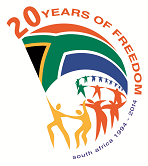 20 YEARS OF FREEDOM
south africa 1994 - 2014